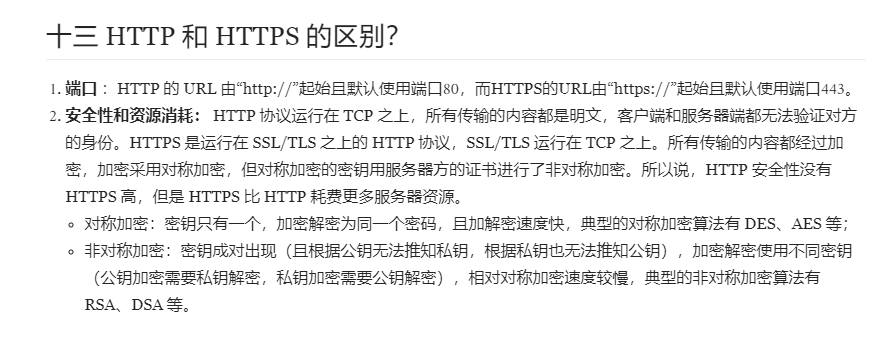 十三 HTTP 和 HTTPS 的区别？
1. 端口 ：HTTP 的 URL 由“http://”起始且默认使用端口80，而HTTPS的URL由“https://”起始且默认使用端口443。
2. 安全性和资源消耗： HTTP 协议运行在 TCP 之上，所有传输的内容都是明文，客户端和服务器端都无法验证对方
的身份。HTTPS 是运行在 SSL/TLS 之上的 HTTP 协议，SSL/TLS 运行在 TCP 之上。所有传输的内容都经过加
密，加密采用对称加密，但对称加密的密钥用服务器方的证书进行了非对称加密。所以说，HTTP 安全性没有
HTTPS 高，但是 HTTPS 比 HTTP 耗费更多服务器资源。
• 对称加密：密钥只有一个，加密解密为同一个密码，且加解密速度快，典型的对称加密算法有 DES、AES 等；
• 非对称加密：密钥成对出现（且根据公钥无法推知私钥，根据私钥也无法推知公钥），加密解密使用不同密钥
（公钥加密需要私钥解密，私钥加密需要公钥解密），相对对称加密速度较慢，典型的非对称加密算法有
RSA、DSA 等。